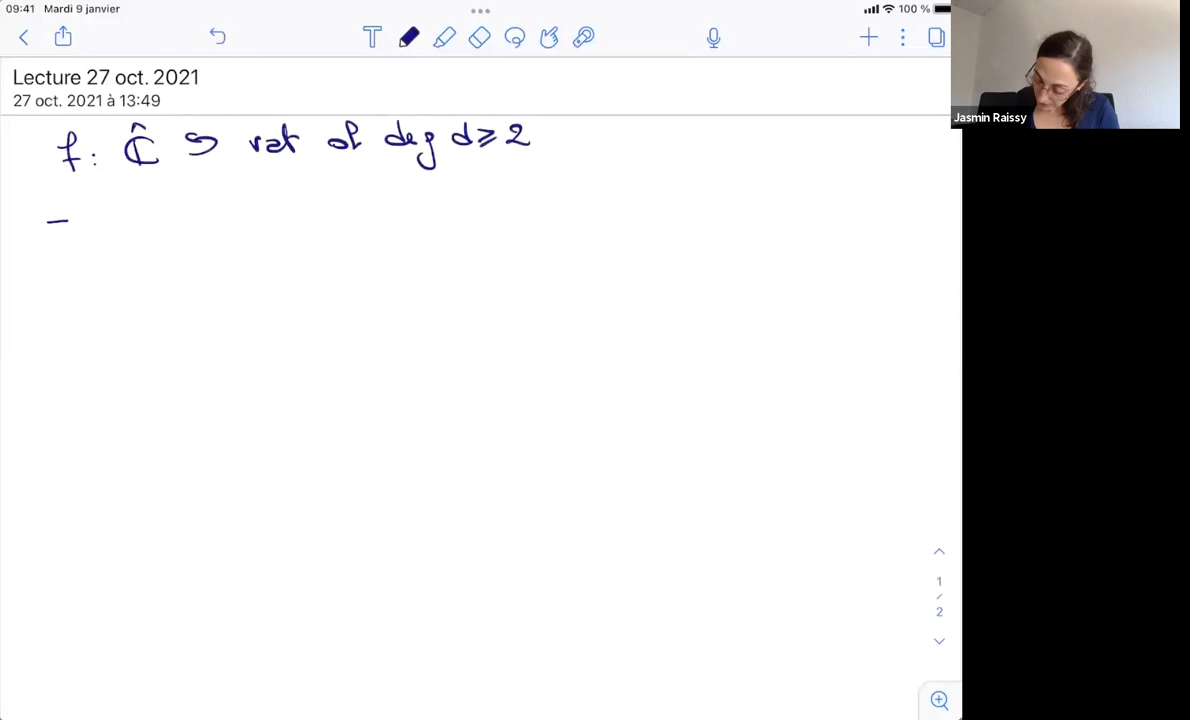 09:41 Mardi 9 janvier
100 %
Lecture 27 oct. 2021
27 oct. 2021 à 13:49
Jasmin Raissy
f: Ĉ ↺ rat of deg d ≥ 2
—
1
/
2